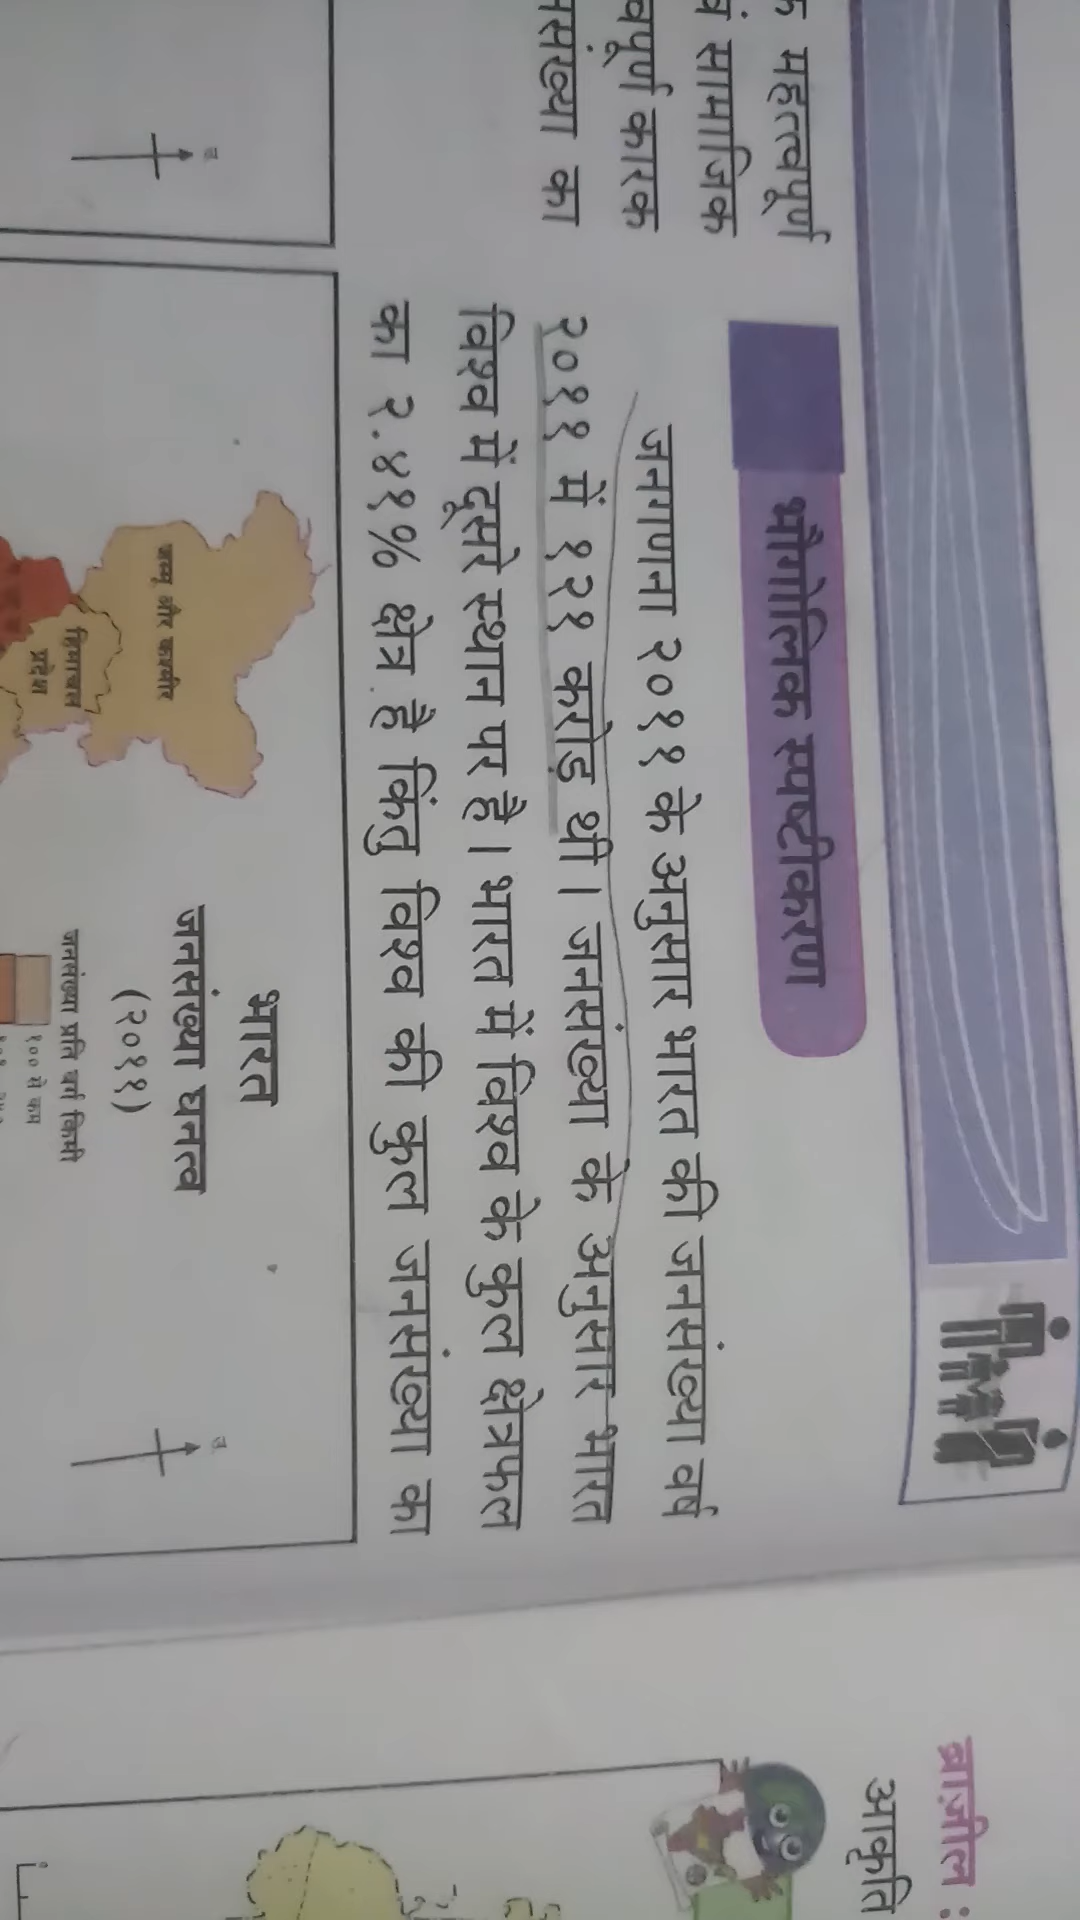 क महत्त्वपूर्ण
सामाजिक
वपूर्ण कारक
का
भौगोलिक स्पष्टीकरण
जनगणना २०११ के अनुसार भारत की जनसंख्या वर्ष
२०११ में १२१ करोड़ थी । जनसंख्या के अनुसार भारत
विश्व में दूसरे स्थान पर है । भारत में विश्व के कुल क्षेत्रफल
का २.४१% क्षेत्र है किंतु विश्व की कुल जनसंख्या का
उ.
भारत
जनसंख्या घनत्व
(२०११)
जनसंख्या प्रति वर्ग किमी
१०० से कम
जम्मू और कश्मीर
हिमाचल
प्रदेश
उ.
ब्राज़ील :
आकृति